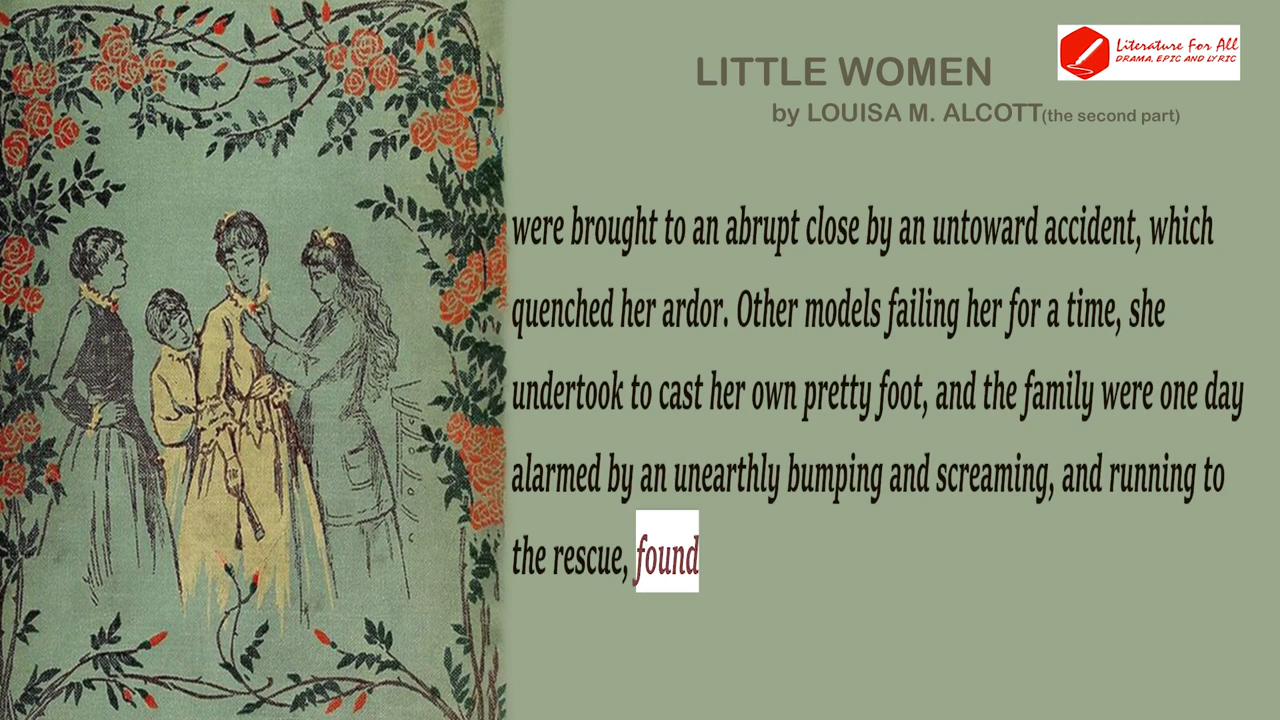 LITTLE WOMEN
by LOUISA M. ALCOTT(the second part)
Literature For All
DRAMA, EPIC AND LYRIC
were brought to an abrupt close by an untoward accident, which
quenched her ardor. Other models failing her for a time, she
undertook to cast her own pretty foot, and the family were one day
alarmed by an unearthly bumping and screaming, and running to
the rescue, found